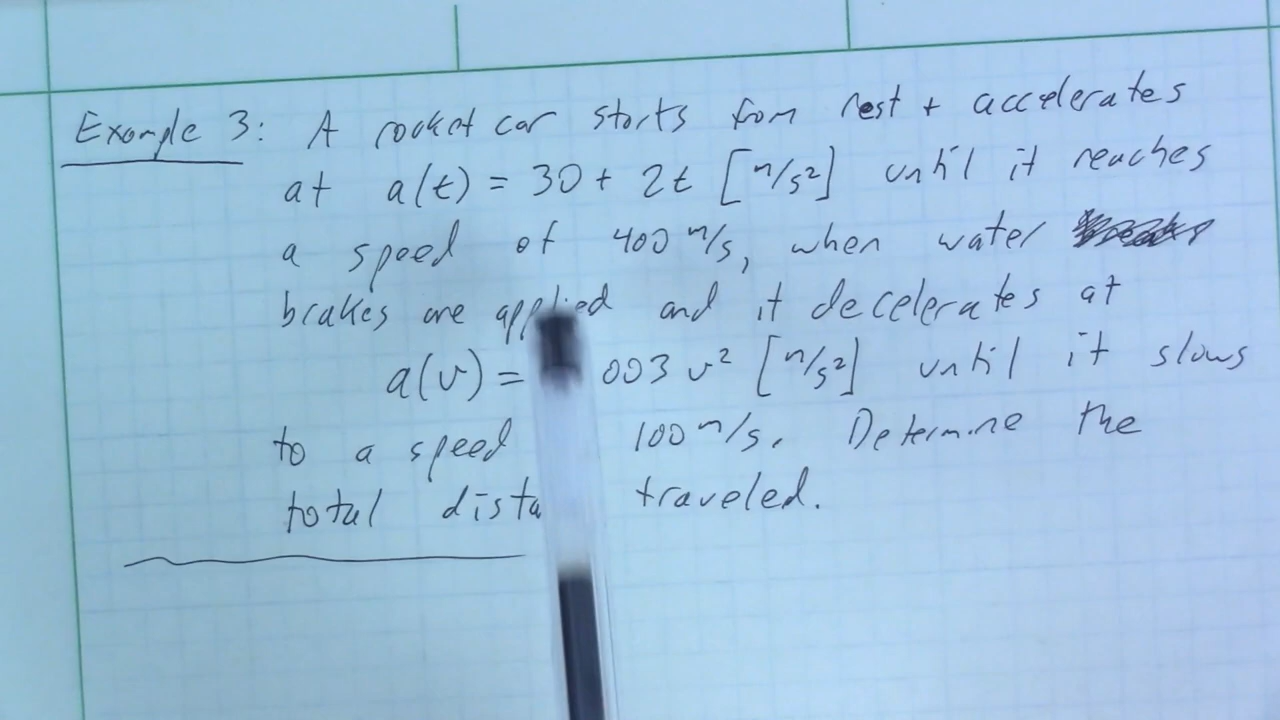 Example 3: A rocket car starts from rest + accelerates
at a(t) = 30 + 2t [m/s²] until it reaches
a speed of 400 m/s, when water
brakes are applied and it decelerates at
a(v) = 003 v² [m/s²] until it slows
to a speed 100 m/s. Determine the
total dista traveled.